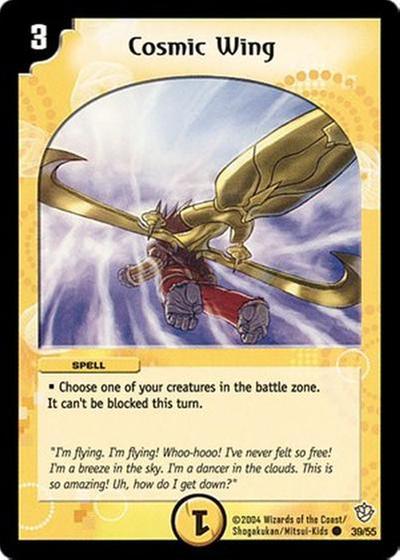 3
Cosmic Wing
SPELL
▪ Choose one of your creatures in the battle zone.
It can't be blocked this turn.
"I'm flying. I'm flying! Whoo-hooo! I've never felt so free!
I'm a breeze in the sky. I'm a dancer in the clouds. This is
so amazing! Uh, how do I get down?"
1
©2004 Wizards of the Coast/
Shogakukan/Mitsui-Kids ● 39/55